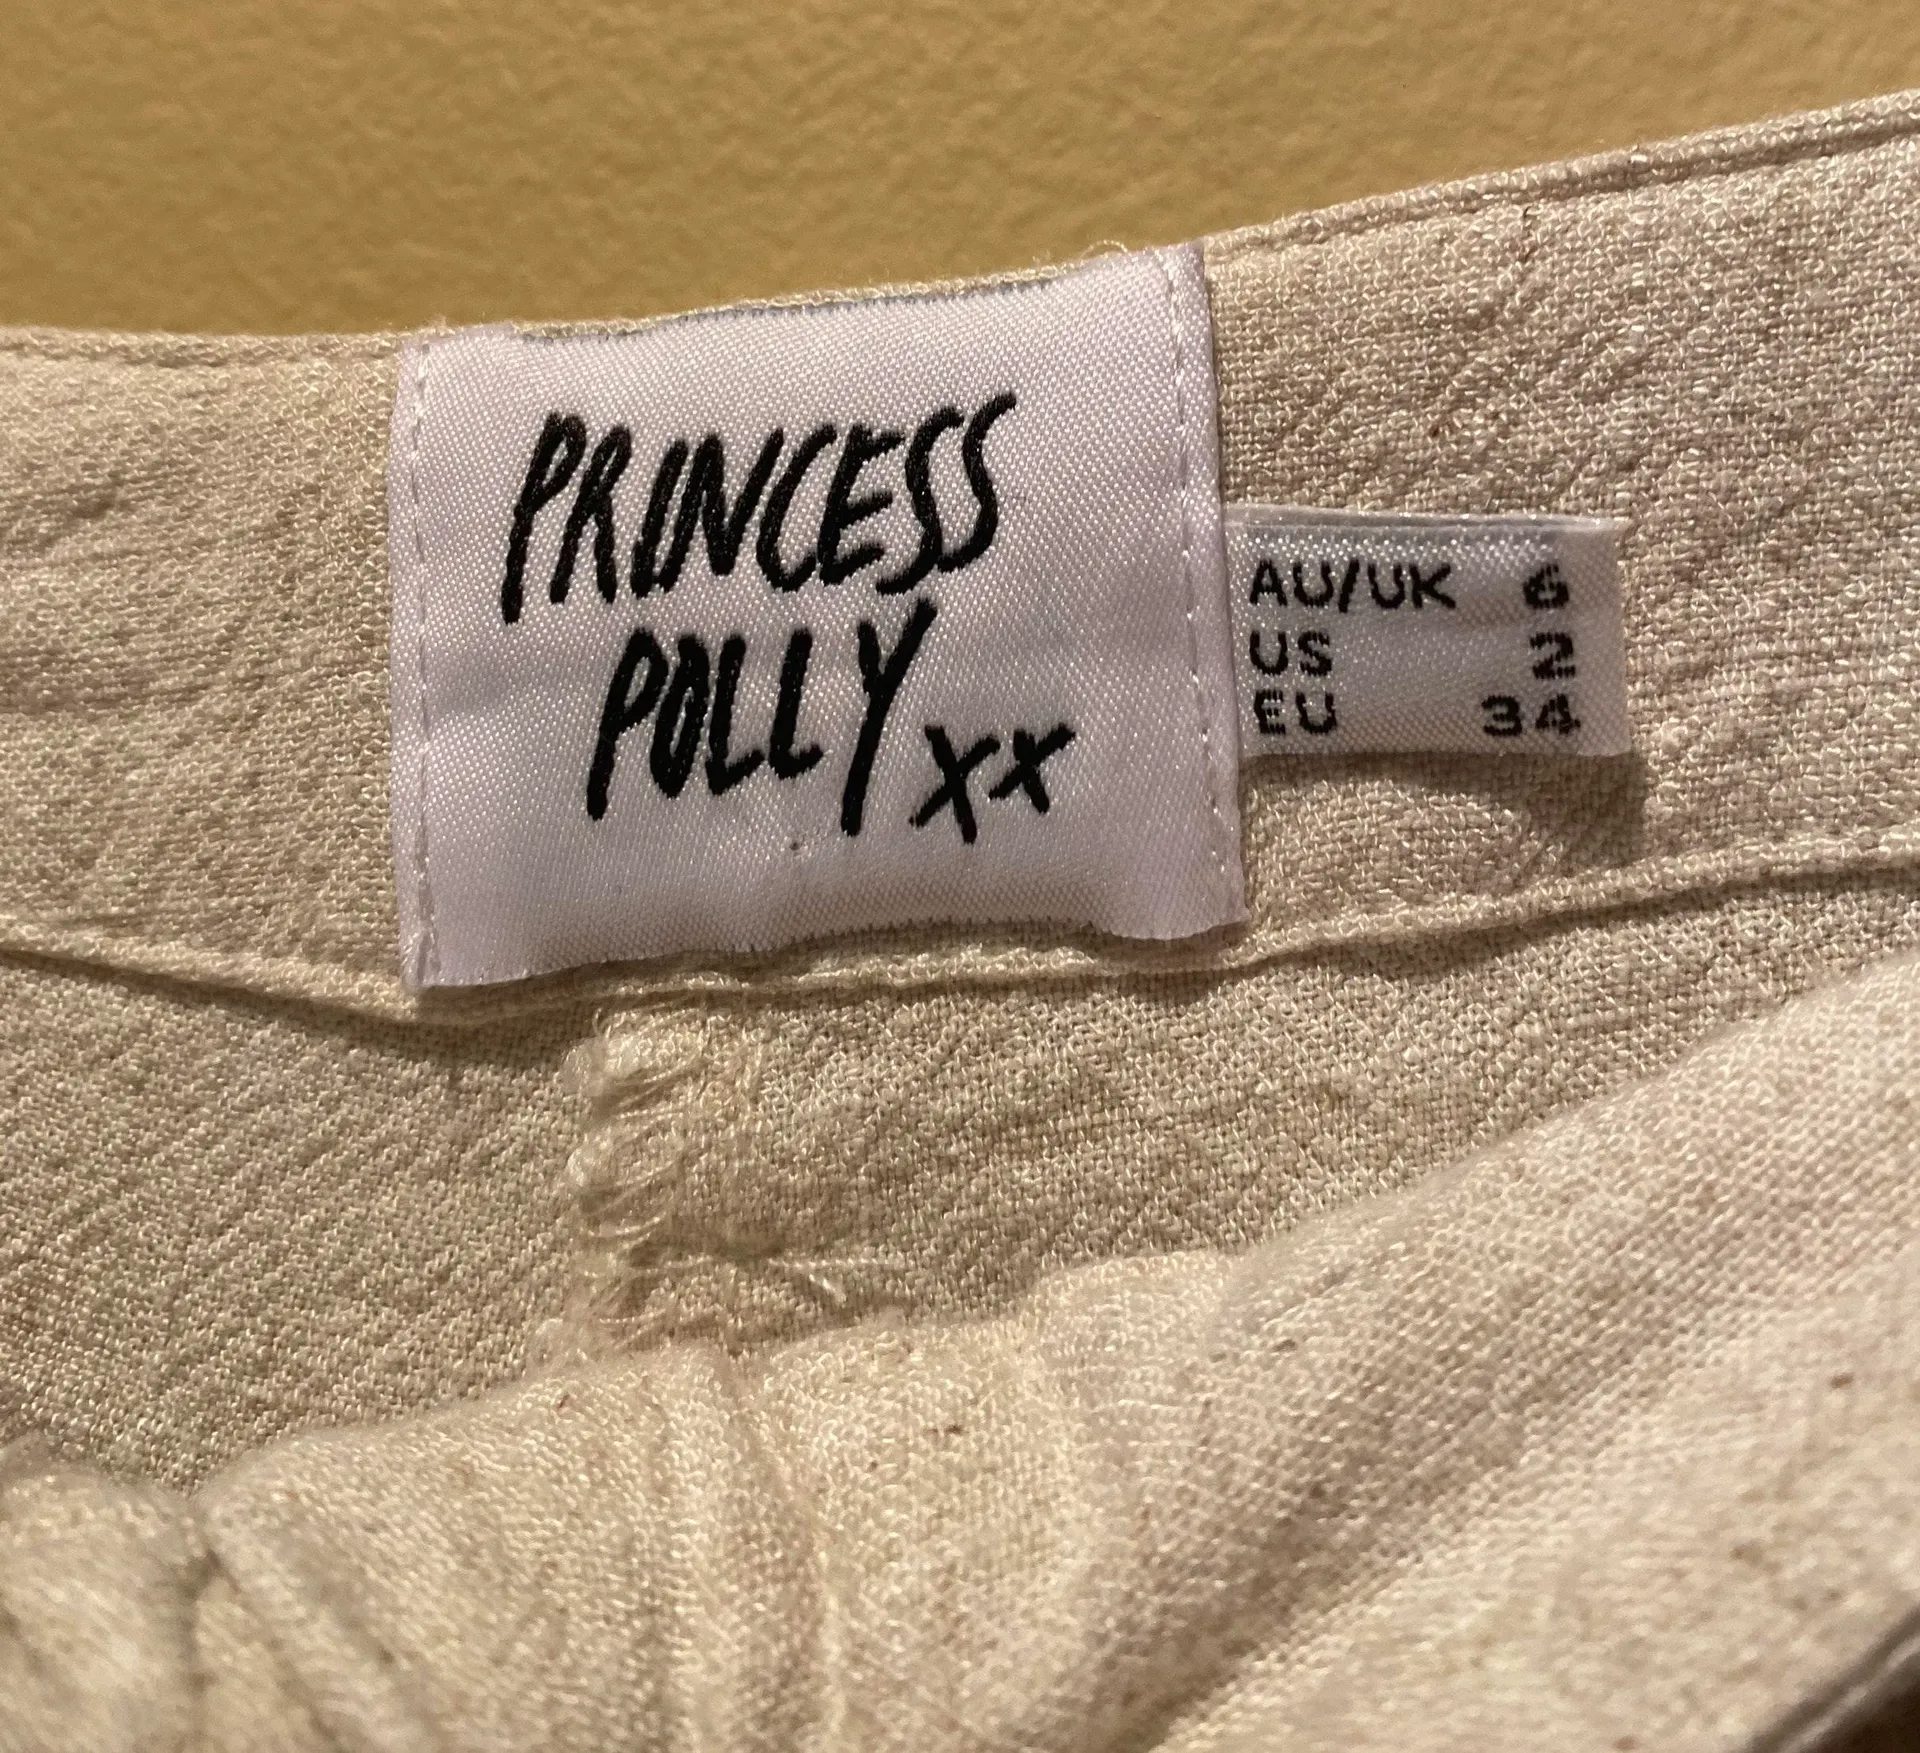 PRINCESS
POLLY xx
AU/UK 6
US 2
EU 34